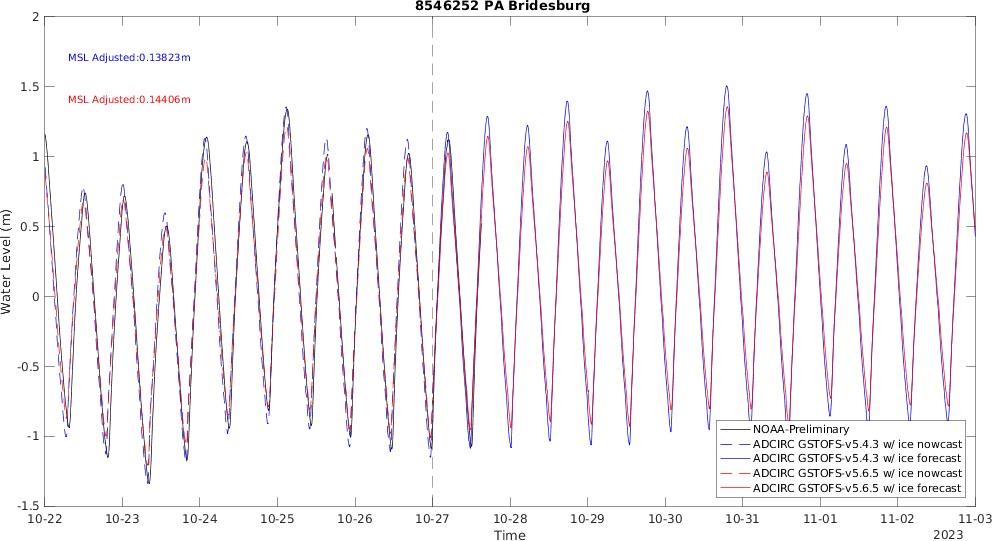 8546252 PA Bridesburg
2
MSL Adjusted:0.13823m
1.5
MSL Adjusted:0.14406m
1
0.5
Water Level (m)
0
-0.5
-1
NOAA-Preliminary
ADCIRC GSTOFS-v5.4.3 w/ ice nowcast
ADCIRC GSTOFS-v5.4.3 w/ ice forecast
ADCIRC GSTOFS-v5.6.5 w/ ice nowcast
ADCIRC GSTOFS-v5.6.5 w/ ice forecast
-1.5
10-22 10-23 10-24 10-25 10-26 10-27 10-28 10-29 10-30 10-31 11-01 11-02 11-03
Time
2023